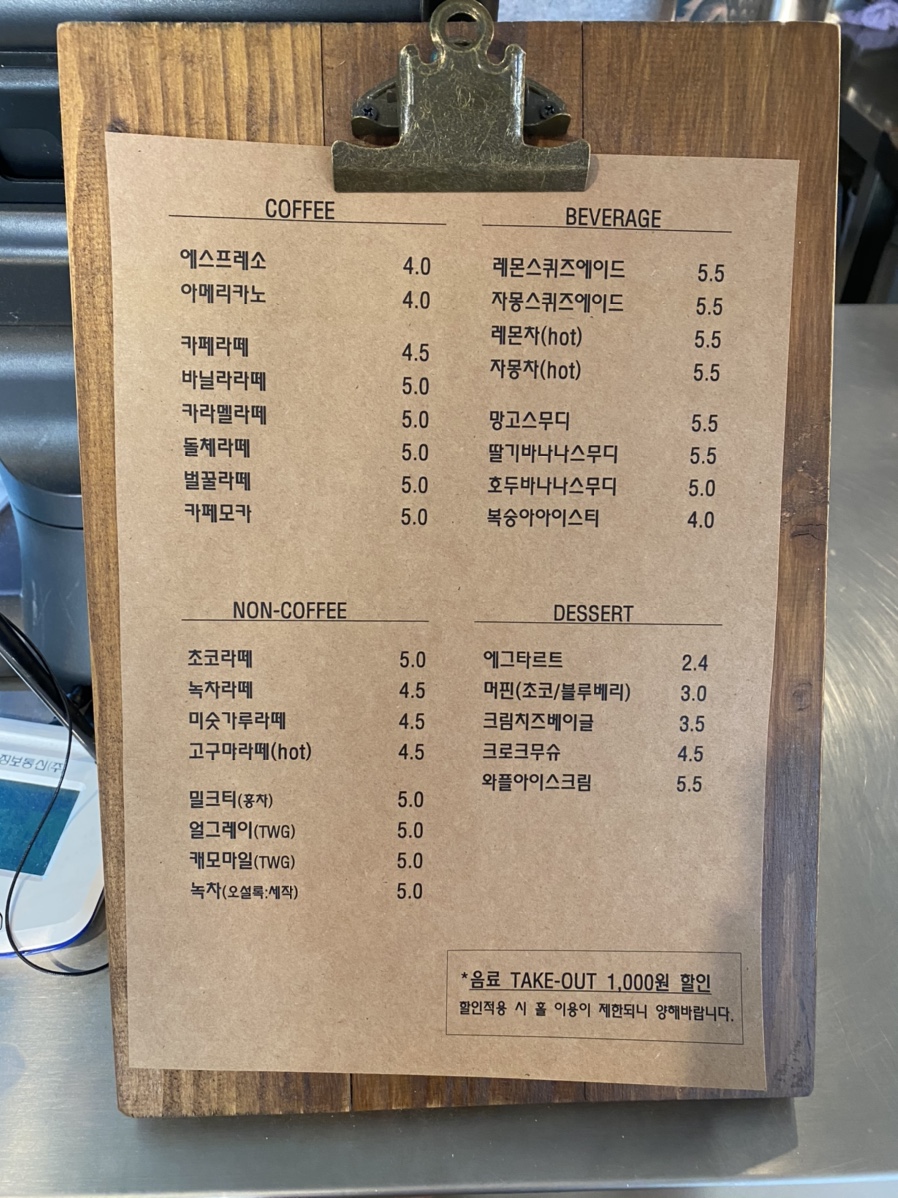 COFFEE
에스프레소 4.0
아메리카노 4.0
카페라떼 4.5
바닐라라떼 5.0
카라멜라떼 5.0
돌체라떼 5.0
벌꿀라떼 5.0
카페모카 5.0
BEVERAGE
레몬스퀴즈에이드 5.5
자몽스퀴즈에이드 5.5
레몬차(hot) 5.5
자몽차(hot) 5.5
망고스무디 5.5
딸기바나나스무디 5.5
호두바나나스무디 5.0
복숭아아이스티 4.0
NON-COFFEE
초코라떼 5.0
녹차라떼 4.5
미숫가루라떼 4.5
고구마라떼(hot) 4.5
밀크티(홍차) 5.0
얼그레이(TWG) 5.0
캐모마일(TWG) 5.0
녹차(오설록:세작) 5.0
DESSERT
에그타르트 2.4
머핀(초코/블루베리) 3.0
크림치즈베이글 3.5
크로크무슈 4.5
와플아이스크림 5.5
*음료 TAKE-OUT 1,000원 할인
할인적용 시 홀 이용이 제한되니 양해바랍니다.